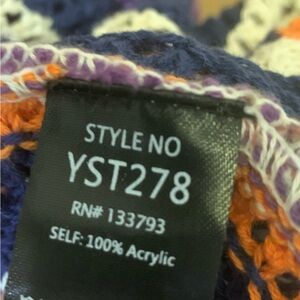 STYLE NO
YST278
RN# 133793
SELF: 100% Acrylic